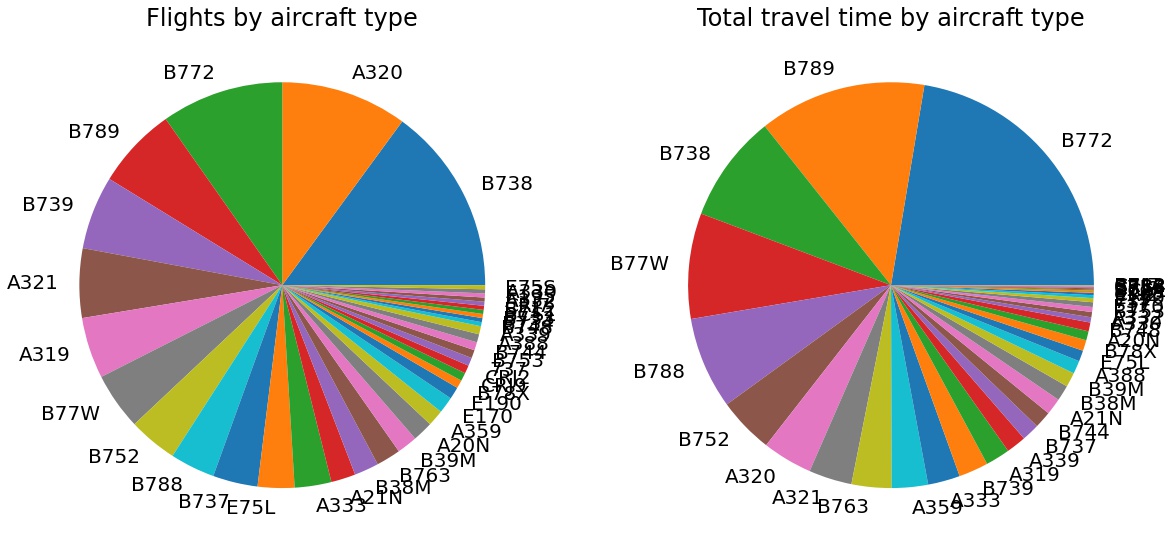 Flights by aircraft type
B738
A320
B772
B789
B739
A321
A319
B77W
B752
B788
B737
E75L
A333
A21N
B38M
B763
B39M
A20N
A359
E170
E190
B78X
CRJ2
737
B753
B744
A388
E75S
Total travel time by aircraft type
B772
B789
B738
B77W
B788
B752
A320
A321
B763
A359
A333
B739
A319
A339
B737
B744
A21N
B38M
B39M
A388
E75L
B78X
A20N
B748